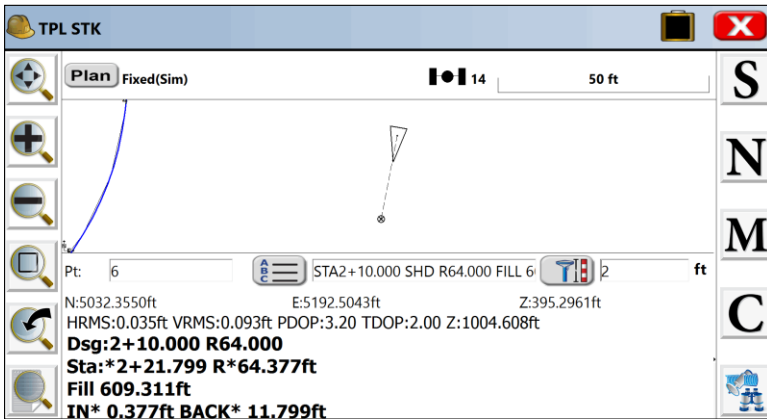 TPL STK
Plan Fixed(Sim) 14 50 ft
S
N
Pt: 6 A B C STA2+10.000 SHD R64.000 FILL 6 2 ft
M
N:5032.3550ft E:5192.5043ft Z:395.2961ft
HRMS:0.035ft VRMS:0.093ft PDOP:3.20 TDOP:2.00 Z:1004.608ft
C
Dsg:2+10.000 R64.000
Sta:*2+21.799 R*64.377ft
Fill 609.311ft
IN* 0.377ft BACK* 11.799ft